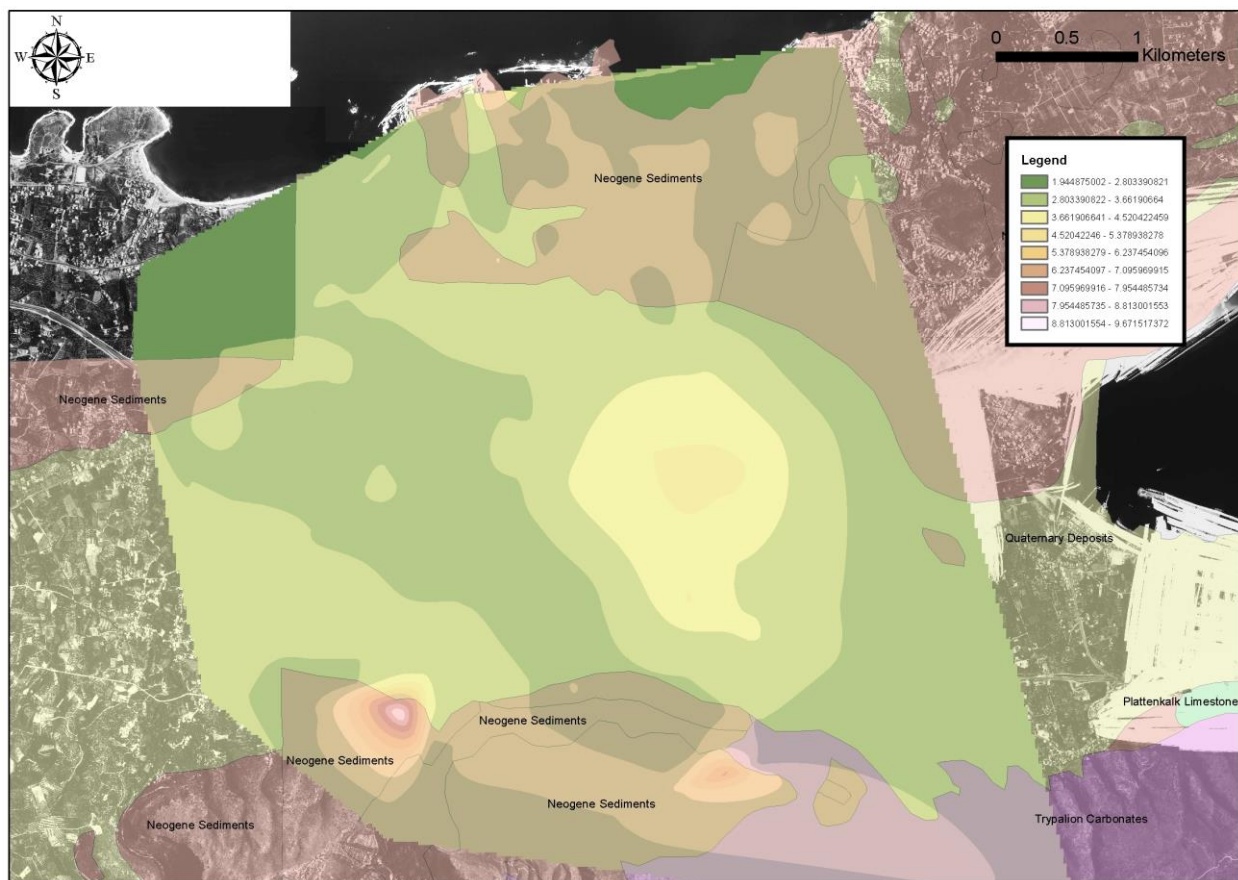 N
W E
S
0 0.5 1
Kilometers
Legend
1.944875002 - 2.803390821
2.803390822 - 3.66190664
3.661906641 - 4.520422459
4.52042246 - 5.378938278
5.378938279 - 6.237454096
6.237454097 - 7.095969915
7.095969916 - 7.954485734
7.954485735 - 8.813001553
8.813001554 - 9.671517372
Neogene Sediments
Neogene Sediments
Quaternary Deposits
Plattenkalk Limestone
Neogene Sediments
Neogene Sediments
Neogene Sediments
Neogene Sediments
Trypalion Carbonates